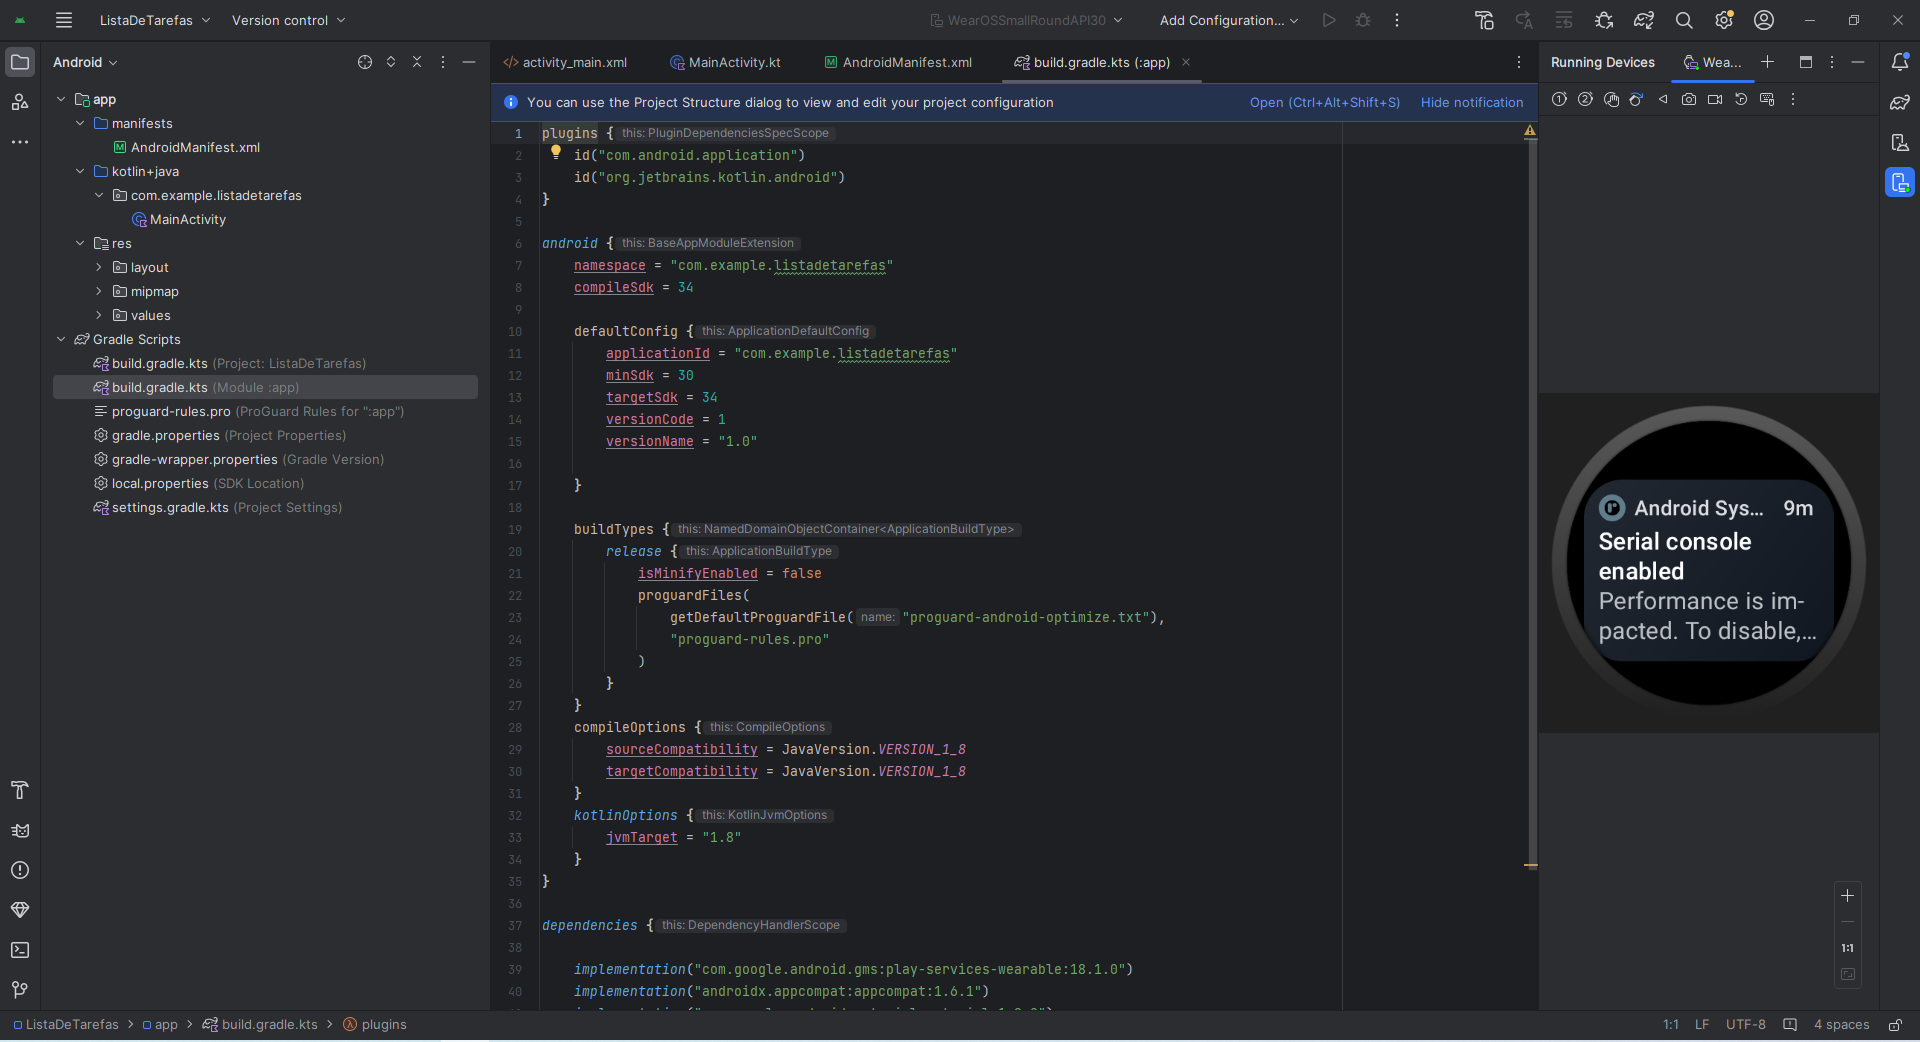 ListaDeTarefas
Version control
WearOSSmallRoundAPI30
Add Configuration...
Android
app
manifests
AndroidManifest.xml
kotlin+java
com.example.listadetarefas
MainActivity
res
layout
mipmap
values
Gradle Scripts
build.gradle.kts (Project: ListaDeTarefas)
build.gradle.kts (Module :app)
proguard-rules.pro (ProGuard Rules for ":app")
gradle.properties (Project Properties)
gradle-wrapper.properties (Gradle Version)
local.properties (SDK Location)
settings.gradle.kts (Project Settings)
activity_main.xml
MainActivity.kt
AndroidManifest.xml
build.gradle.kts (:app)
You can use the Project Structure dialog to view and edit your project configuration
Open (Ctrl+Alt+Shift+S)
Hide notification
1 plugins { this: PluginDependenciesSpecScope
2 id("com.android.application")
3 id("org.jetbrains.kotlin.android")
4 }
5
6 android { this: BaseAppModuleExtension
7 namespace = "com.example.listadetarefas"
8 compileSdk = 34
9
10 defaultConfig { this: ApplicationDefaultConfig
11 applicationId = "com.example.listadetarefas"
12 minSdk = 30
13 targetSdk = 34
14 versionCode = 1
15 versionName = "1.0"
16
17 }
18
19 buildTypes { this: NamedDomainObjectContainer<ApplicationBuildType>
20 release { this: ApplicationBuildType
21 isMinifyEnabled = false
22 proguardFiles(
23 getDefaultProguardFile( name: "proguard-android-optimize.txt"),
24 "proguard-rules.pro"
25 )
26 }
27 }
28 compileOptions { this: CompileOptions
29 sourceCompatibility = JavaVersion.VERSION_1_8
30 targetCompatibility = JavaVersion.VERSION_1_8
31 }
32 kotlinOptions { this: KotlinJvmOptions
33 jvmTarget = "1.8"
34 }
35 }
36
37 dependencies { this: DependencyHandlerScope
38
39 implementation("com.google.android.gms:play-services-wearable:18.1.0")
40 implementation("androidx.appcompat:appcompat:1.6.1")
Running Devices
Wea...
Android Sys... 9m
Serial console
enabled
Performance is im-
pacted. To disable,...
1:1
ListaDeTarefas > app > build.gradle.kts > plugins
1:1 LF UTF-8 4 spaces